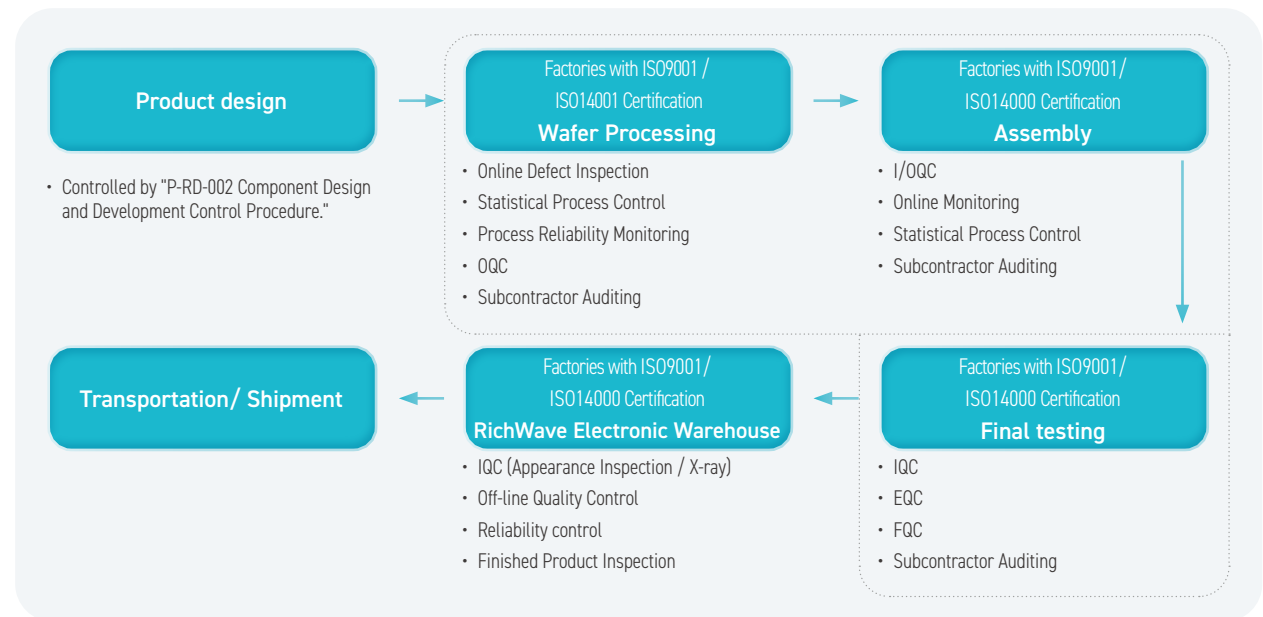 Product design
• Controlled by "P-RD-002 Component Design
and Development Control Procedure."
Factories with ISO9001 /
ISO14001 Certification
Wafer Processing
• Online Defect Inspection
• Statistical Process Control
• Process Reliability Monitoring
• OQC
• Subcontractor Auditing
Factories with ISO9001/
ISO14000 Certification
Assembly
• I/OQC
• Online Monitoring
• Statistical Process Control
• Subcontractor Auditing
Factories with ISO9001/
ISO14000 Certification
Final testing
• IQC
• EQC
• FQC
• Subcontractor Auditing
Factories with ISO9001/
ISO14000 Certification
RichWave Electronic Warehouse
• IQC (Appearance Inspection / X-ray)
• Off-line Quality Control
• Reliability control
• Finished Product Inspection
Transportation/ Shipment